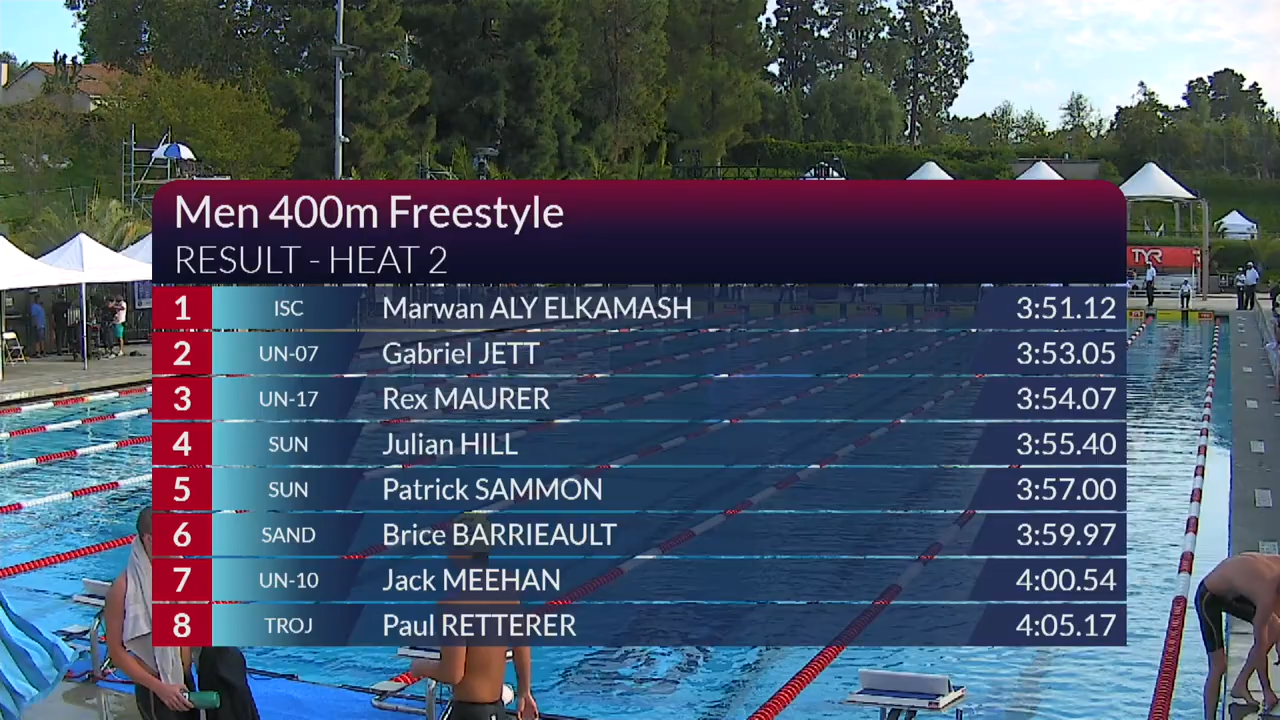 Men 400m Freestyle
RESULT - HEAT 2
1 ISC Marwan ALY ELKAMASH 3:51.12
2 UN-07 Gabriel JETT 3:53.05
3 UN-17 Rex MAURER 3:54.07
4 SUN Julian HILL 3:55.40
5 SUN Patrick SAMMON 3:57.00
6 SAND Brice BARRIEAULT 3:59.97
7 UN-10 Jack MEEHAN 4:00.54
8 TROJ Paul RETTERER 4:05.17
TYR